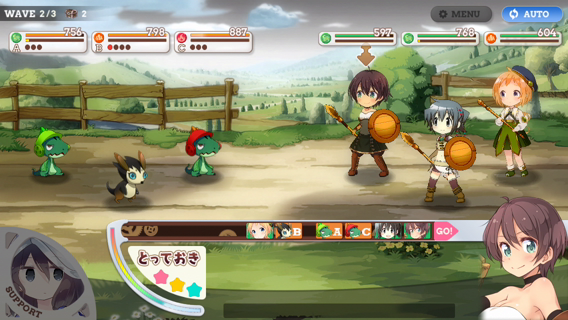 WAVE 2/3 2
MENU
AUTO
756
798
887
597
768
604
A
B
C
B
A
C
GO!
とっておき
SUPPORT